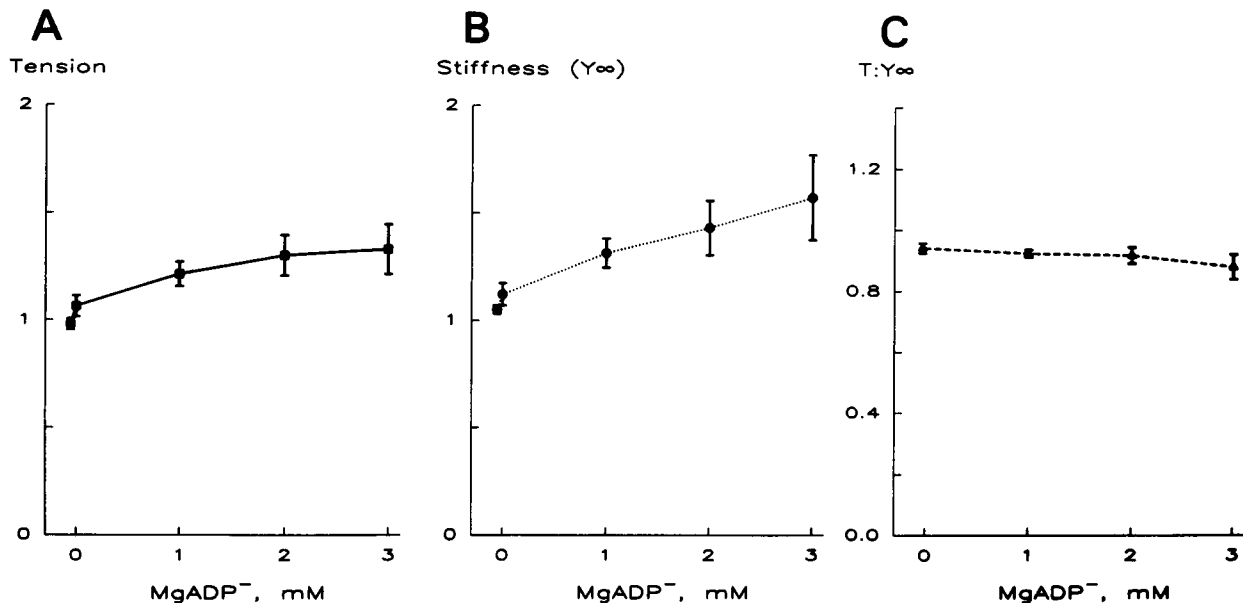 A
Tension
2
1
0
0 1 2 3
MgADP⁻, mM
B
Stiffness (Y∞)
2
1
0
0 1 2 3
MgADP⁻, mM
C
T:Y∞
1.2
0.8
0.4
0.0
0 1 2 3
MgADP⁻, mM